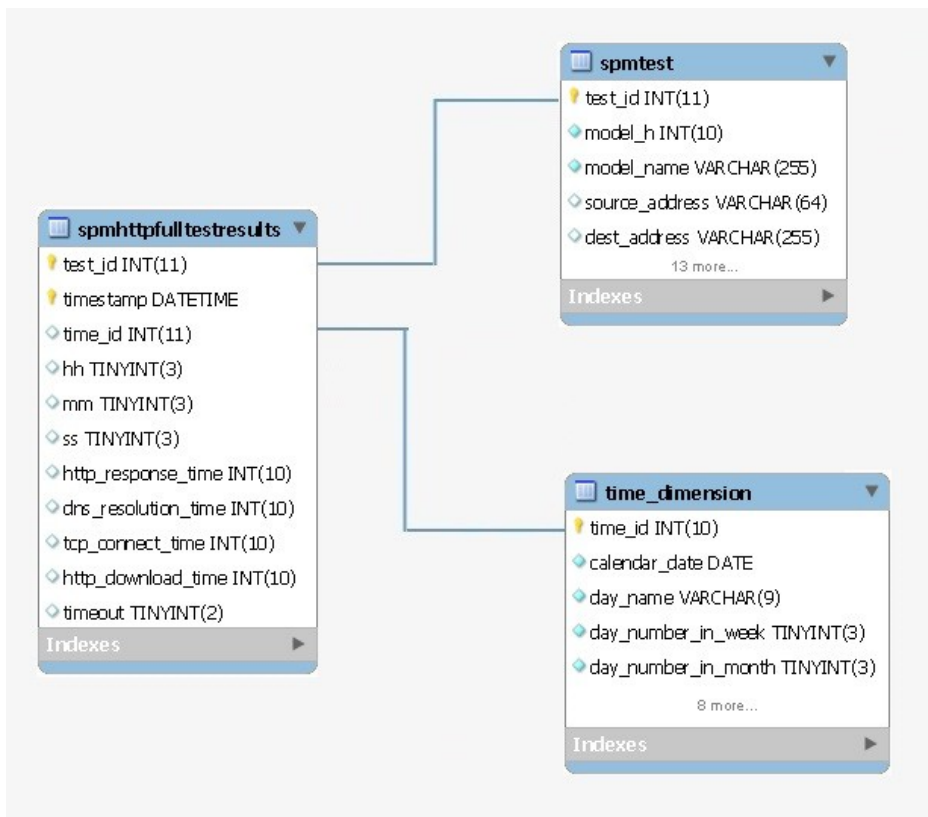 spmtest
test_id INT(11)
model_h INT(10)
model_name VARCHAR(255)
source_address VARCHAR(64)
dest_address VARCHAR(255)
13 more...
Indexes
spmhttpfulltestresults
test_id INT(11)
timestamp DATETIME
time_id INT(11)
hh TINYINT(3)
mm TINYINT(3)
ss TINYINT(3)
http_response_time INT(10)
dns_resolution_time INT(10)
tcp_connect_time INT(10)
http_download_time INT(10)
timeout TINYINT(2)
Indexes
time_dimension
time_id INT(10)
calendar_date DATE
day_name VARCHAR(9)
day_number_in_week TINYINT(3)
day_number_in_month TINYINT(3)
8 more...
Indexes